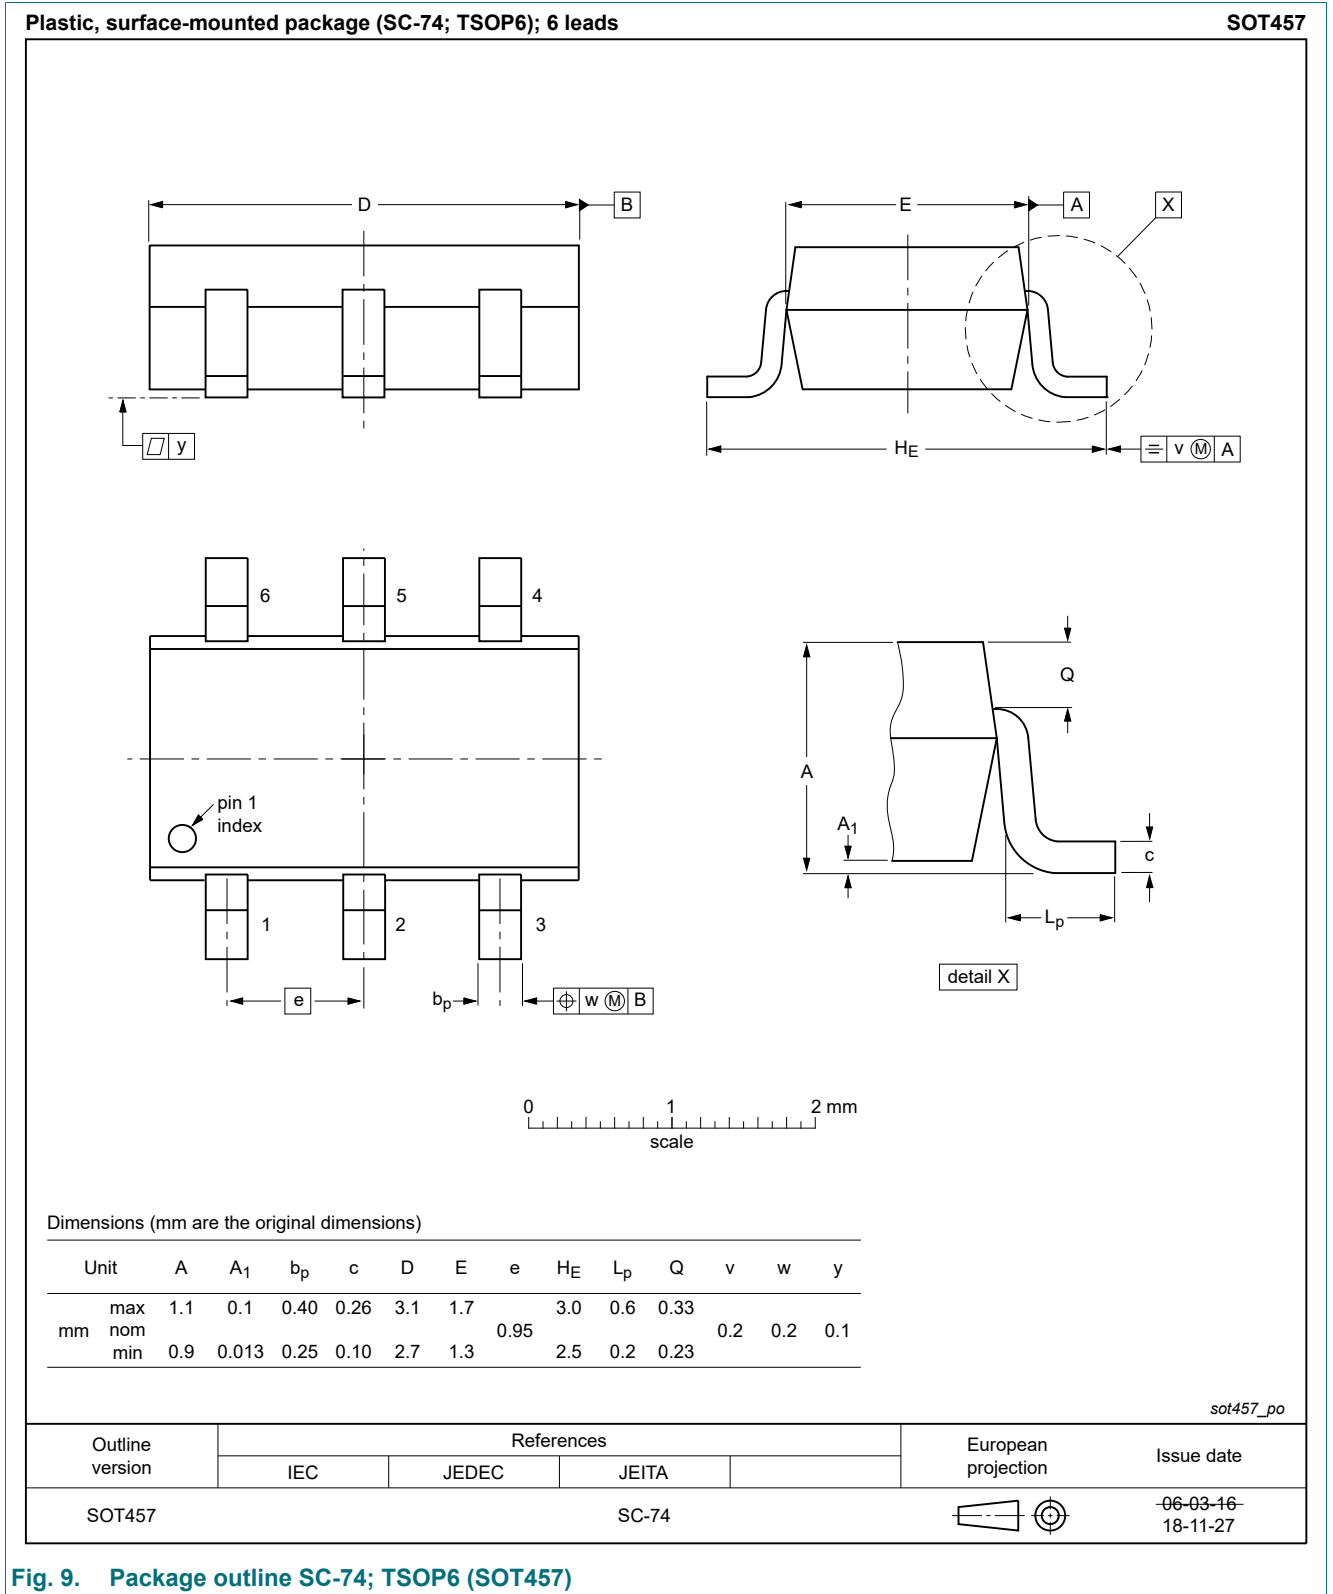 Plastic, surface-mounted package (SC-74; TSOP6); 6 leads SOT457
D B E A X
y
HE v M A
6 5 4
pin 1
index
1 2 3
e bp w M B
Q
A
A1
c
Lp
detail X
0 1 2 mm
scale
Dimensions (mm are the original dimensions)
Unit A A1 bp c D E e HE Lp Q v w y
mm max 1.1 0.1 0.40 0.26 3.1 1.7 3.0 0.6 0.33
nom 0.95 0.2 0.2 0.1
min 0.9 0.013 0.25 0.10 2.7 1.3 2.5 0.2 0.23
sot457_po
Outline version References European projection Issue date
IEC JEDEC JEITA
SOT457 SC-74 06-03-16
18-11-27
Fig. 9. Package outline SC-74; TSOP6 (SOT457)